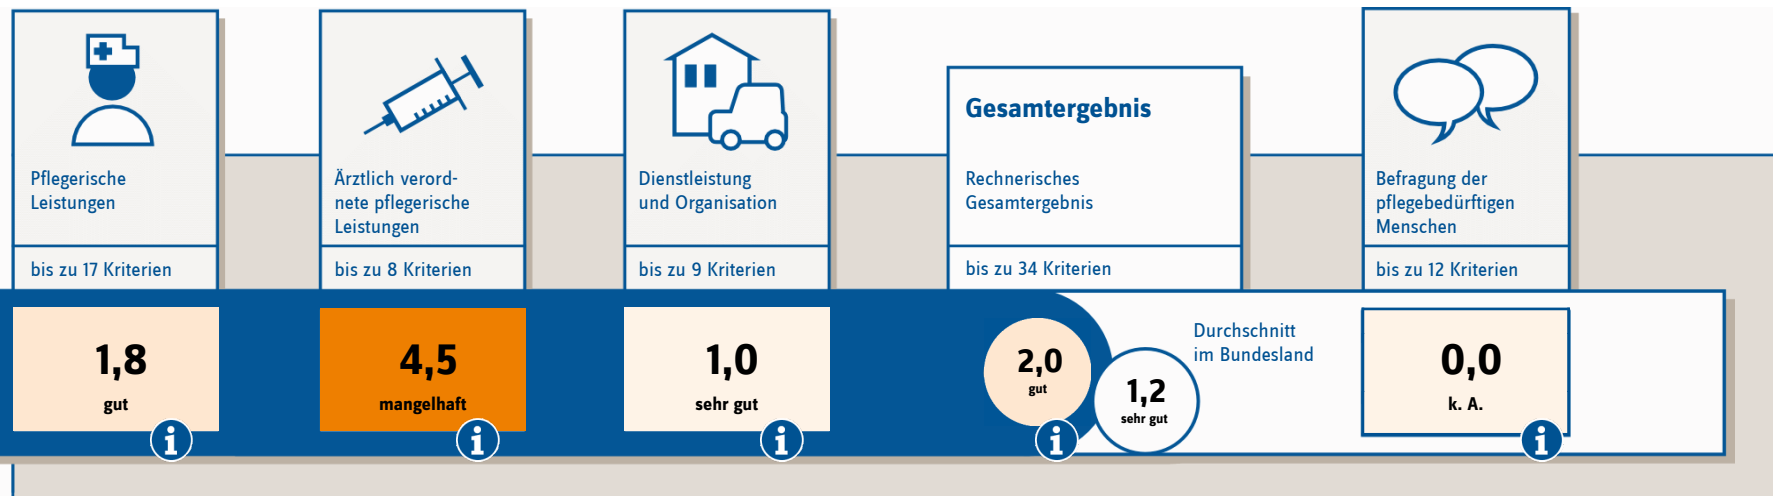 Pflegerische
Leistungen
bis zu 17 Kriterien
1,8
gut
i
Ärztlich verord-
nete pflegerische
Leistungen
bis zu 8 Kriterien
4,5
mangelhaft
i
Dienstleistung
und Organisation
bis zu 9 Kriterien
1,0
sehr gut
i
Gesamtergebnis
Rechnerisches
Gesamtergebnis
bis zu 34 Kriterien
2,0
gut
i
Durchschnitt
im Bundesland
1,2
sehr gut
Befragung der
pflegebedürftigen
Menschen
bis zu 12 Kriterien
0,0
k. A.
i